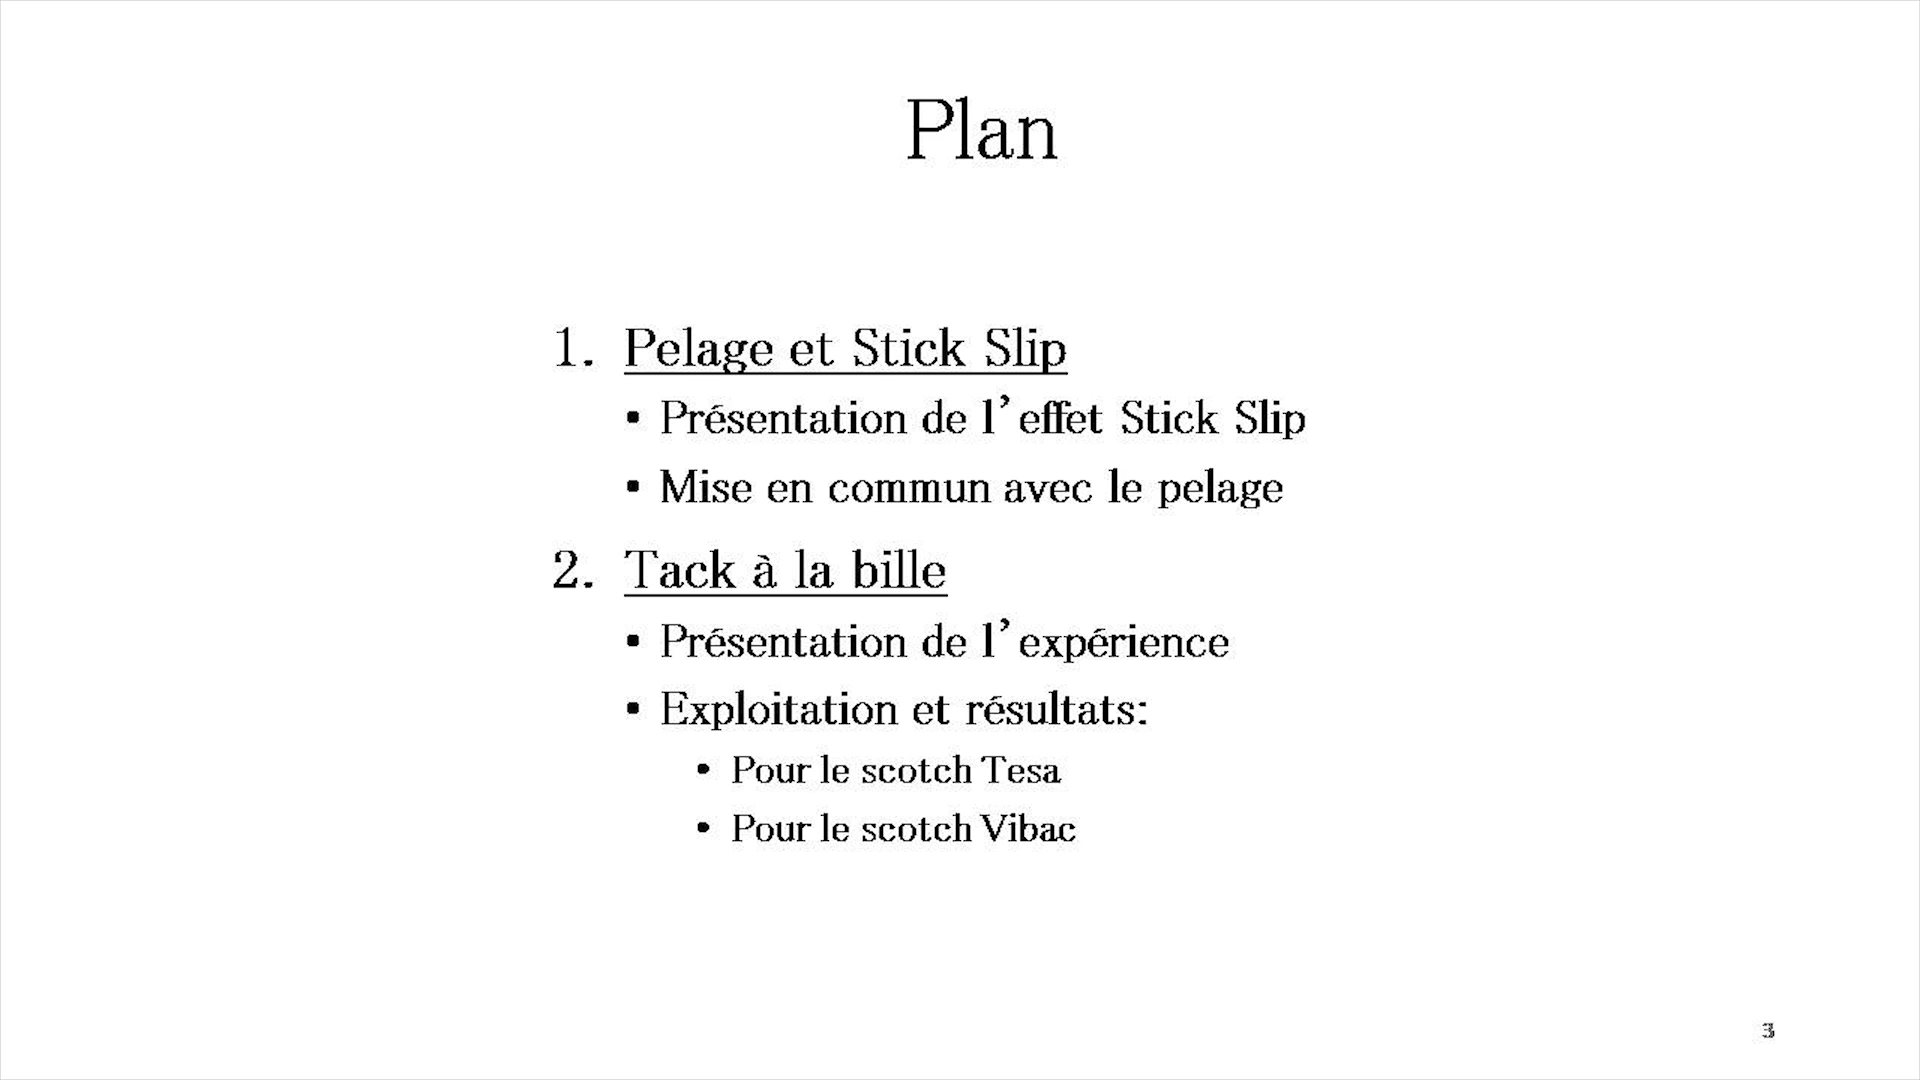 Plan
1. Pelage et Stick Slip
• Présentation de l’effet Stick Slip
• Mise en commun avec le pelage
2. Tack à la bille
• Présentation de l’expérience
• Exploitation et résultats:
• Pour le scotch Tesa
• Pour le scotch Vibac
3